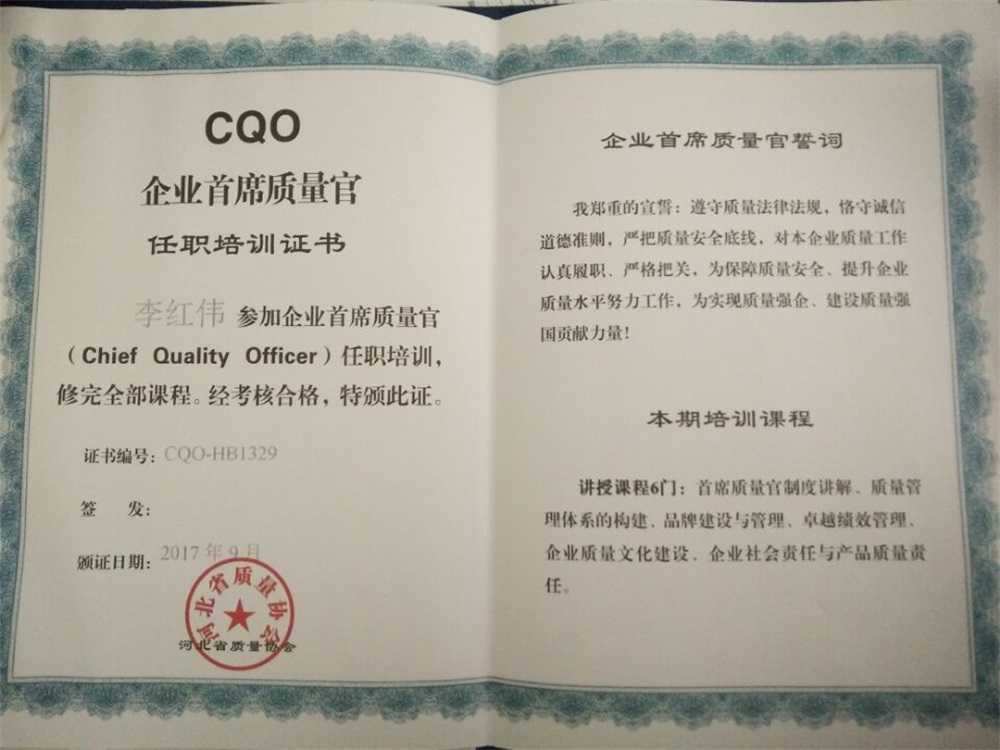 CQO
企业首席质量官
任职培训证书
李红伟 参加企业首席质量官
（Chief Quality Officer）任职培训，
修完全部课程。经考核合格，特颁此证。
证书编号：CQO-HB1329
签　发：
颁证日期：2017 年 9 月
河北省质量协会
河北省质量协会
企业首席质量官誓词
我郑重的宣誓：遵守质量法律法规，恪守诚信
道德准则，严把质量安全底线，对本企业质量工作
认真履职、严格把关，为保障质量安全、提升企业
质量水平努力工作，为实现质量强企、建设质量强
国贡献力量！
本期培训课程
讲授课程6门：首席质量官制度讲解、质量管
理体系的构建、品牌建设与管理、卓越绩效管理、
企业质量文化建设、企业社会责任与产品质量责
任。